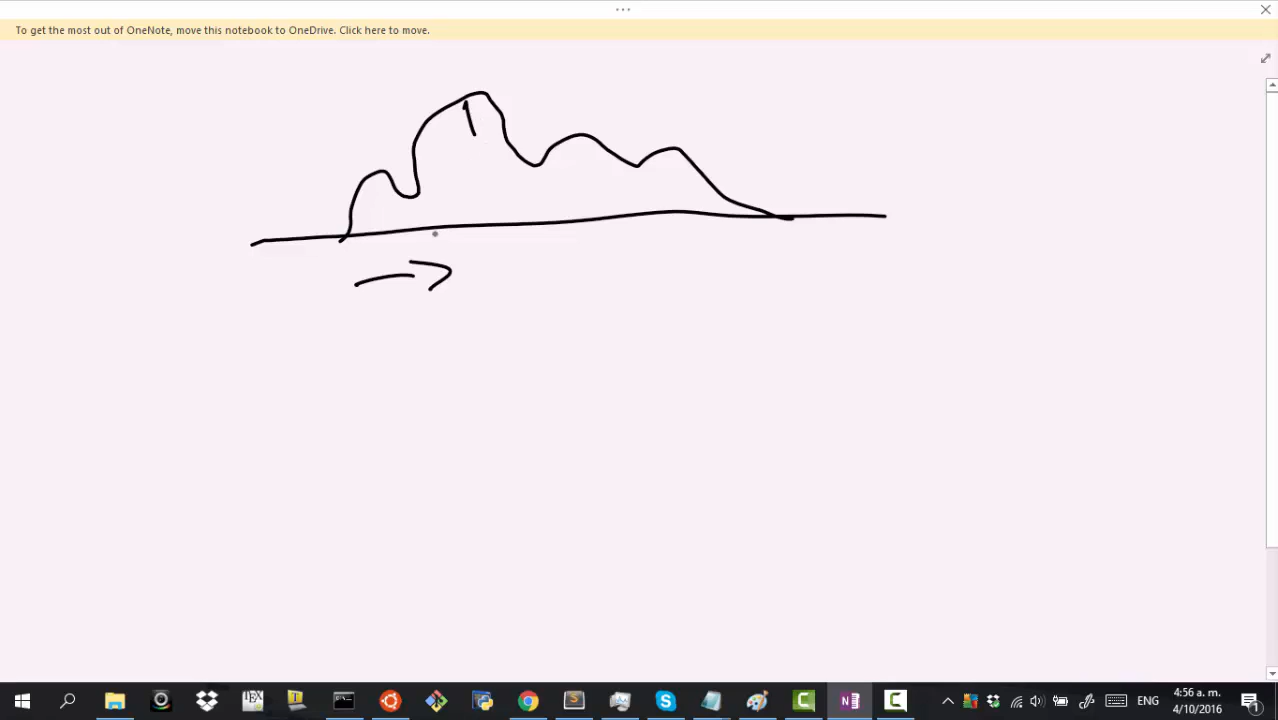 To get the most out of OneNote, move this notebook to OneDrive. Click here to move.
ENG
4:56 a. m.
4/10/2016